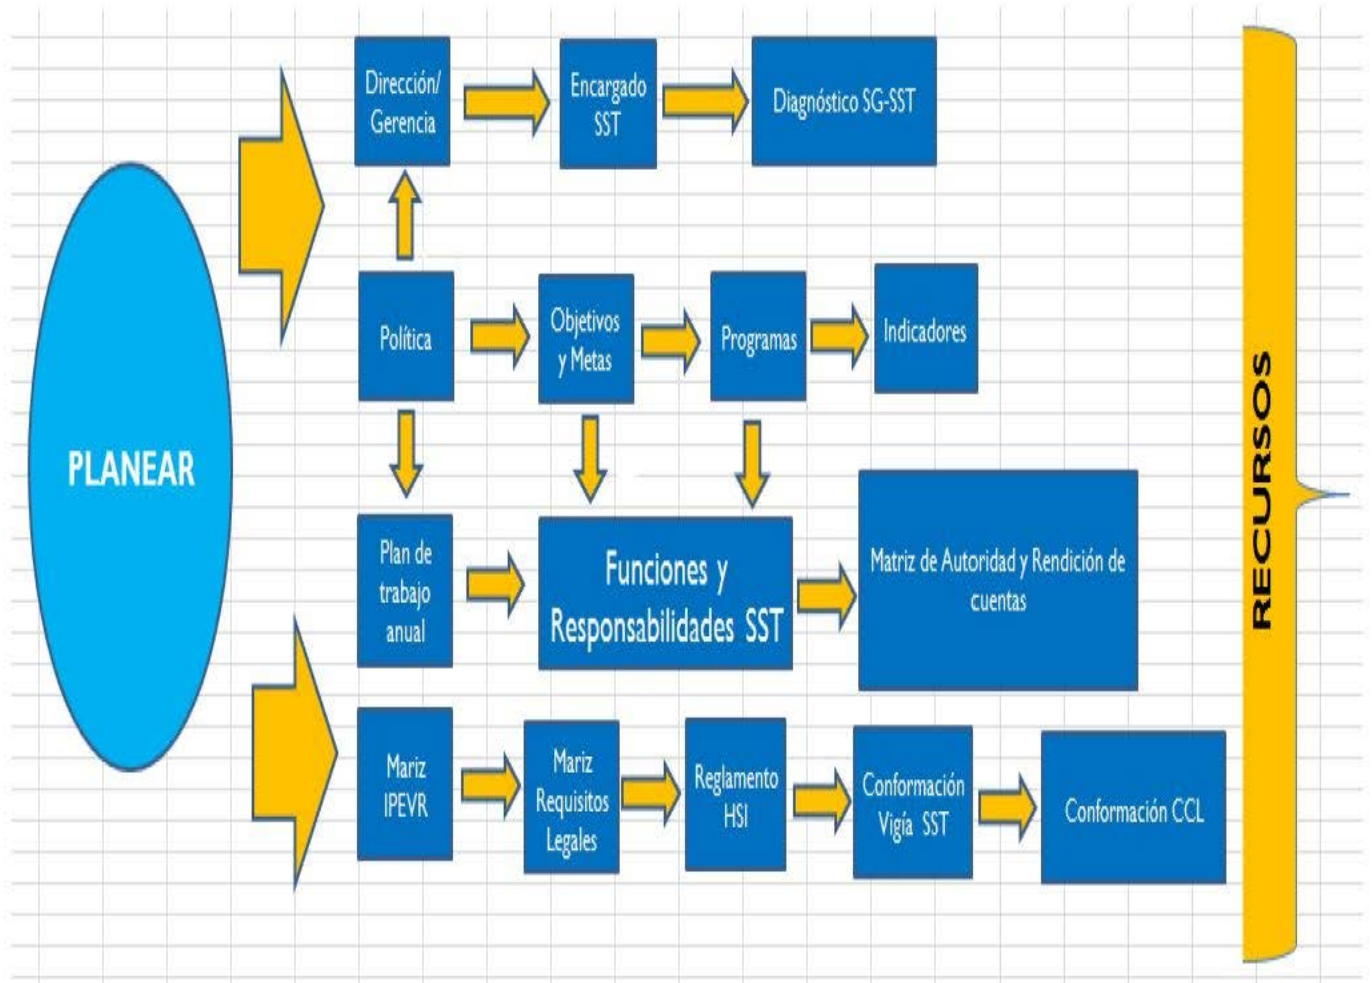 PLANEAR
Dirección/
Gerencia
Encargado
SST
Diagnóstico SG-SST
Política
Objetivos
y Metas
Programas
Indicadores
Plan de
trabajo
anual
Funciones y
Responsabilidades SST
Matriz de Autoridad y Rendición de
cuentas
Mariz
IPEVR
Mariz
Requisitos
Legales
Reglamento
HSI
Conformación
Vigía SST
Conformación CCL
RECURSOS